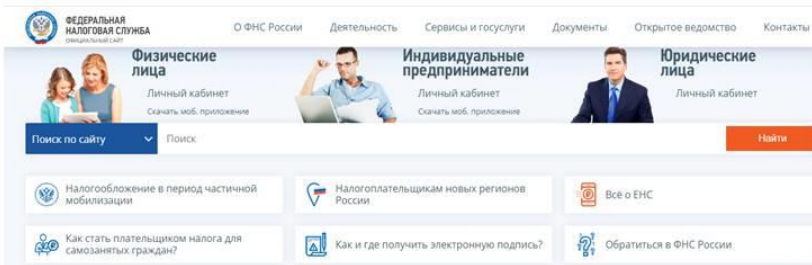 ФЕДЕРАЛЬНАЯ
НАЛОГОВАЯ СЛУЖБА
ОФИЦИАЛЬНЫЙ САЙТ
О ФНС России
Деятельность
Сервисы и госуслуги
Документы
Открытое ведомство
Контакты
Физические
лица
Личный кабинет
Скачать моб. приложение
Индивидуальные
предприниматели
Личный кабинет
Скачать моб. приложение
Юридические
лица
Личный кабинет
Поиск по сайту
Поиск
Найти
Налогообложение в период частичной
мобилизации
Налогоплательщикам новых регионов
России
Всё о ЕНС
Как стать плательщиком налога для
самозанятых граждан?
Как и где получить электронную подпись?
Обратиться в ФНС России